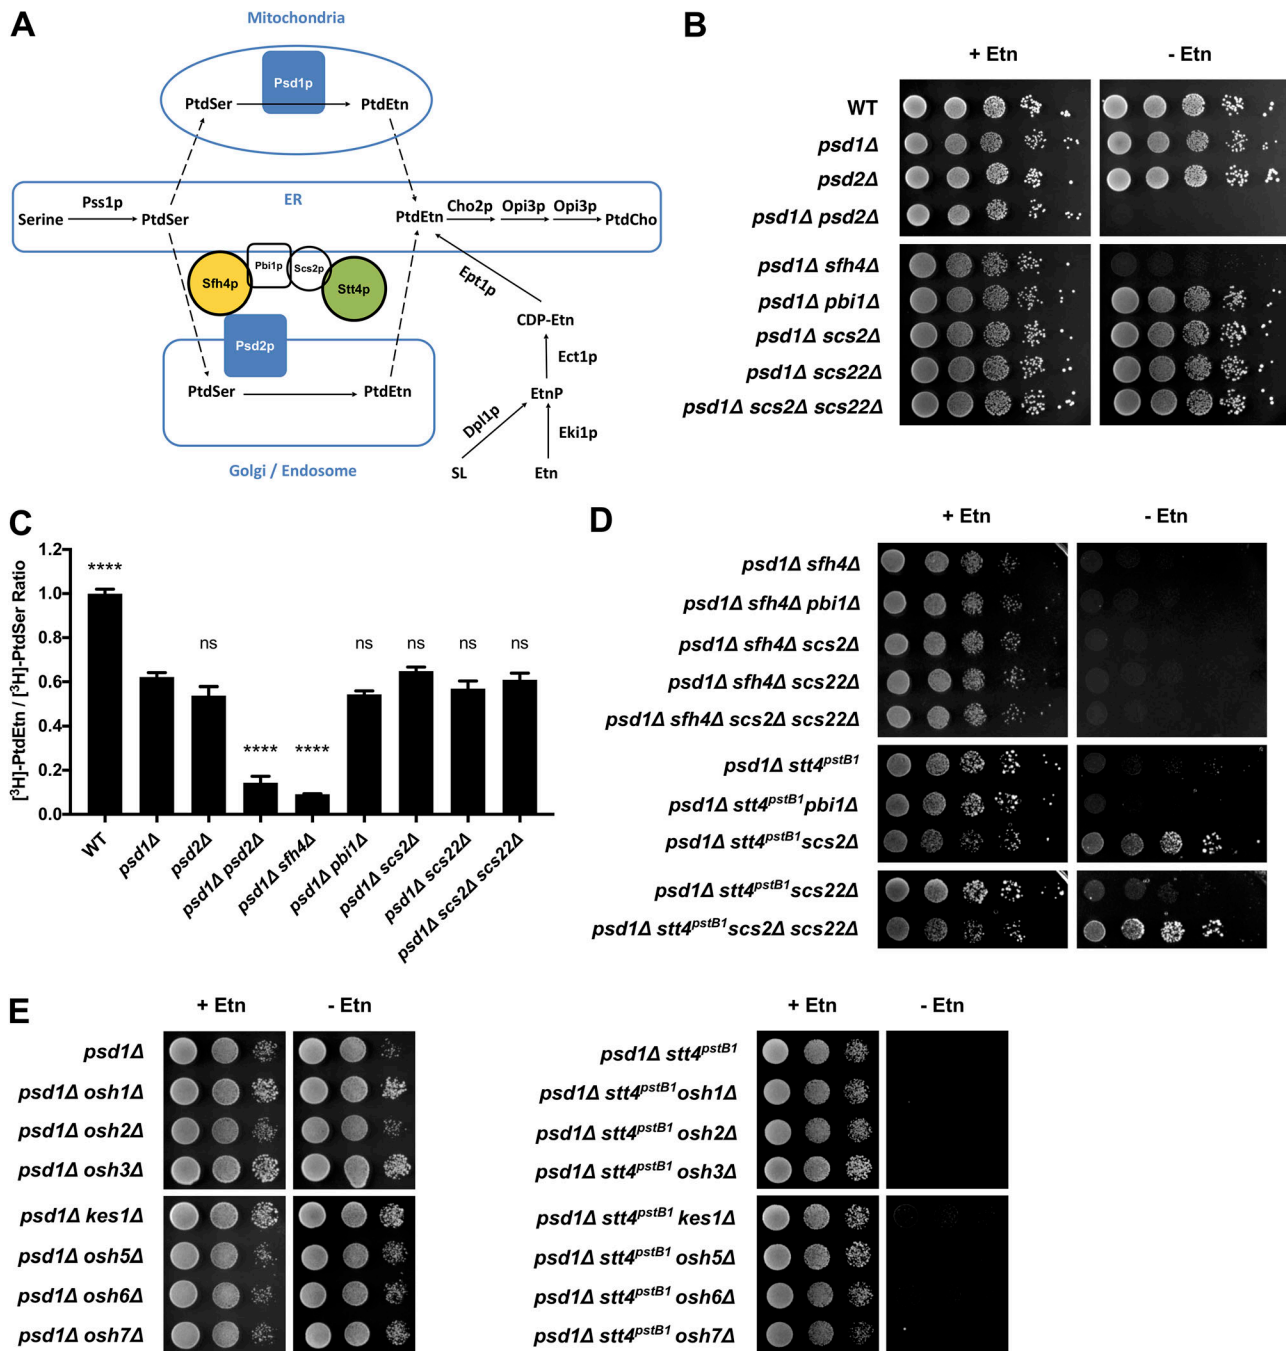 A
Mitochondria
Psd1p
PtdSer
PtdEtn
ER
Serine
Pss1p
PtdSer
PtdEtn
Cho2p
Opi3p
Opi3p
PtdCho
Sfh4p
Pbi1p
Scs2p
Stt4p
Ept1p
CDP-Etn
Psd2p
Ect1p
PtdSer
PtdEtn
EtnP
Dpl1p
Eki1p
Golgi / Endosome
SL
Etn
B
+ Etn
- Etn
WT
psd1Δ
psd2Δ
psd1Δ psd2Δ
psd1Δ sfh4Δ
psd1Δ pbi1Δ
psd1Δ scs2Δ
psd1Δ scs22Δ
psd1Δ scs2Δ scs22Δ
C
[³H]-PtdEtn / [³H]-PtdSer Ratio
1.2
1.0
0.8
0.6
0.4
0.2
0.0
****
ns
****
****
ns
ns
ns
ns
WT
psd1Δ
psd2Δ
psd1Δ psd2Δ
psd1Δ sfh4Δ
psd1Δ pbi1Δ
psd1Δ scs2Δ
psd1Δ scs22Δ
psd1Δ scs2Δ scs22Δ
D
+ Etn
- Etn
psd1Δ sfh4Δ
psd1Δ sfh4Δ pbi1Δ
psd1Δ sfh4Δ scs2Δ
psd1Δ sfh4Δ scs22Δ
psd1Δ sfh4Δ scs2Δ scs22Δ
psd1Δ stt4pstB1
psd1Δ stt4pstB1pbi1Δ
psd1Δ stt4pstB1scs2Δ
psd1Δ stt4pstB1scs22Δ
psd1Δ stt4pstB1scs2Δ scs22Δ
E
+ Etn
- Etn
psd1Δ
psd1Δ osh1Δ
psd1Δ osh2Δ
psd1Δ osh3Δ
psd1Δ kes1Δ
psd1Δ osh5Δ
psd1Δ osh6Δ
psd1Δ osh7Δ
+ Etn
- Etn
psd1Δ stt4pstB1
psd1Δ stt4pstB1 osh1Δ
psd1Δ stt4pstB1 osh2Δ
psd1Δ stt4pstB1 osh3Δ
psd1Δ stt4pstB1 kes1Δ
psd1Δ stt4pstB1 osh5Δ
psd1Δ stt4pstB1 osh6Δ
psd1Δ stt4pstB1 osh7Δ